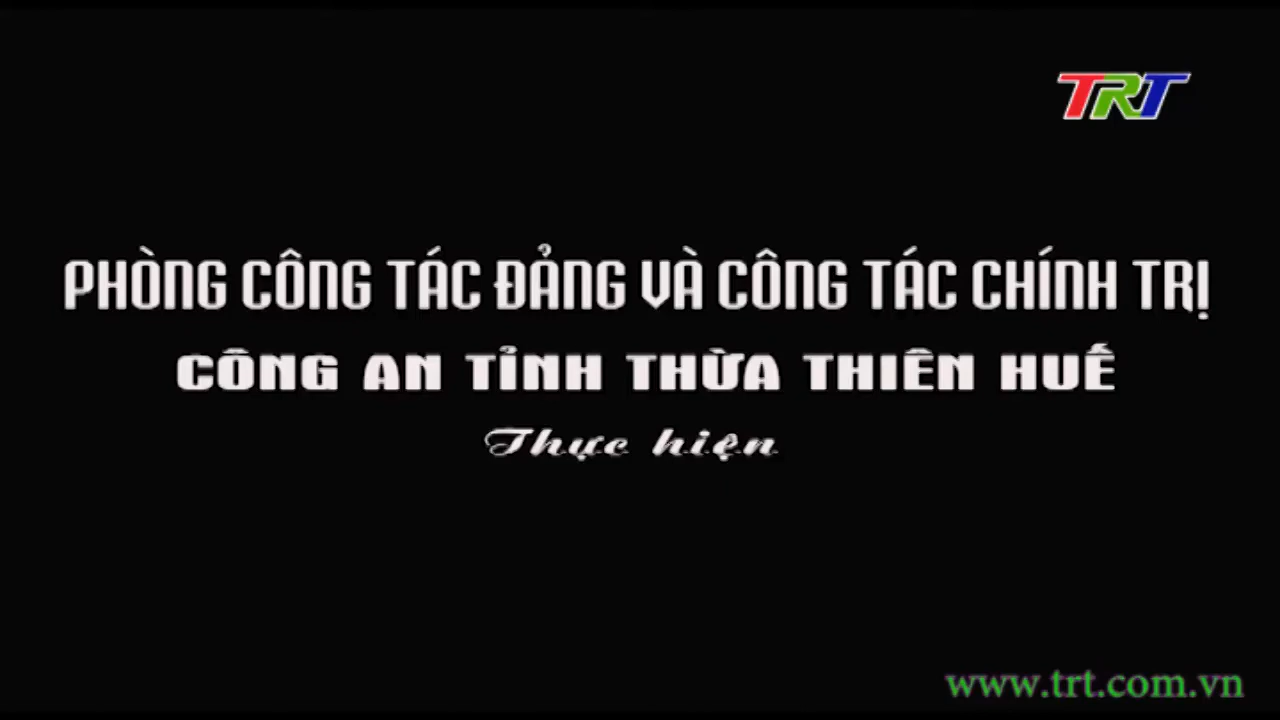 TRT
PHÒNG CÔNG TÁC ĐẢNG VÀ CÔNG TÁC CHÍNH TRỊ
CÔNG AN TỈNH THỪA THIÊN HUẾ
Thực hiện
www.trt.com.vn